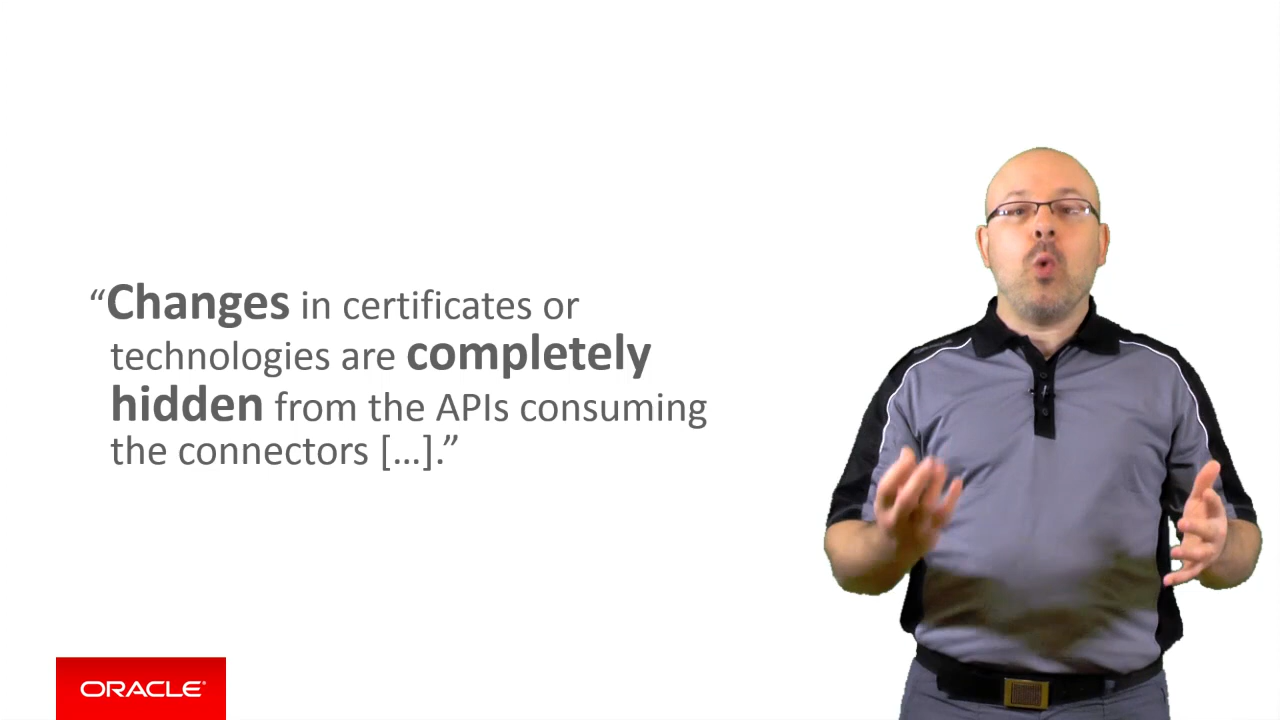 “Changes in certificates or
technologies are completely
hidden from the APIs consuming
the connectors [...].”
ORACLE®